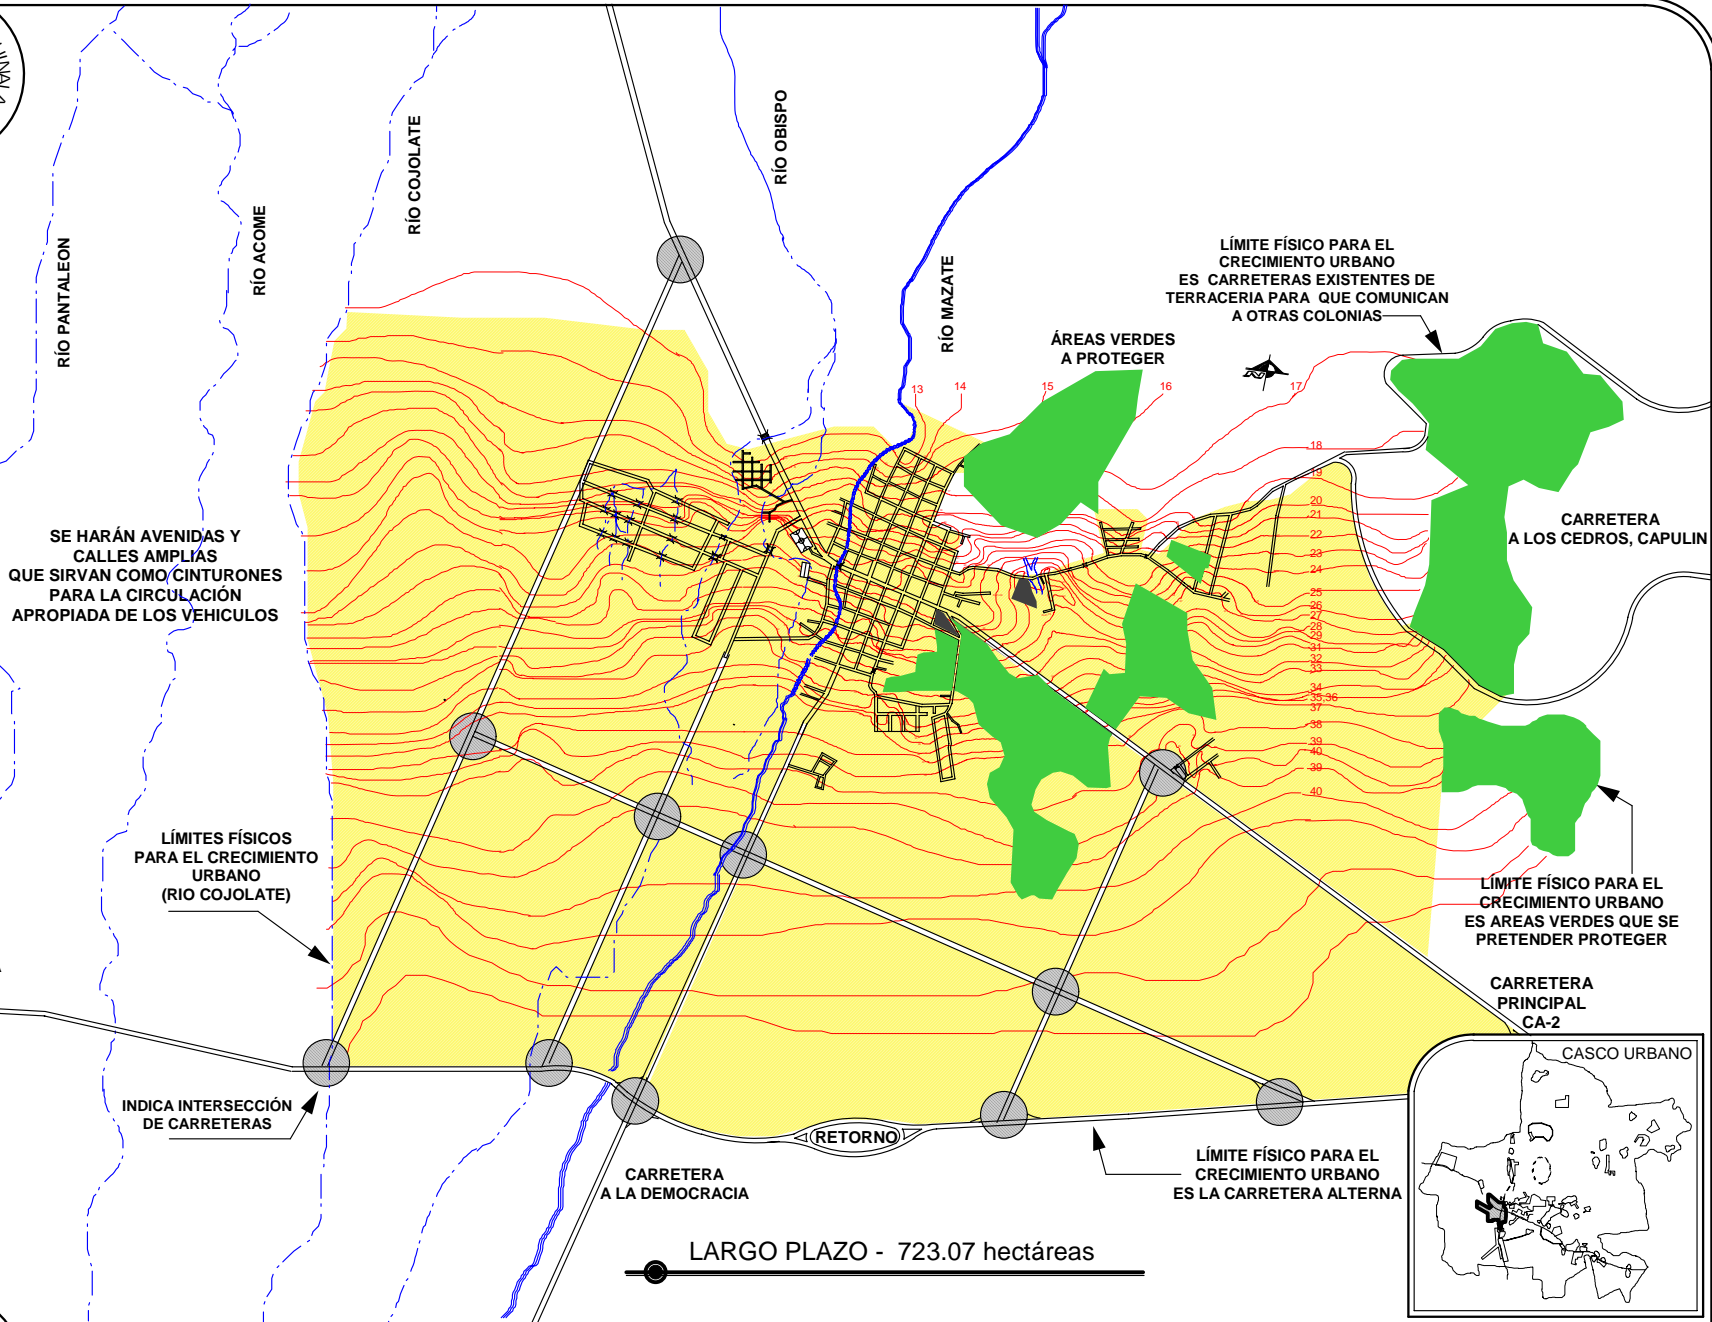 RÍO PANTALEON
RÍO ACOME
RÍO COJOLATE
RÍO OBISPO
RÍO MAZATE
LÍMITE FÍSICO PARA EL
CRECIMIENTO URBANO
ES CARRETERAS EXISTENTES DE
TERRACERIA PARA QUE COMUNICAN
A OTRAS COLONIAS
ÁREAS VERDES
A PROTEGER
13
14
15
16
17
18
19
20
21
22
23
24
25
26
27
28
29
31
32
33
34
35,36
37
38
39
40
39
40
CARRETERA
A LOS CEDROS, CAPULIN
SE HARÁN AVENIDAS Y
CALLES AMPLIAS
QUE SIRVAN COMO CINTURONES
PARA LA CIRCULACIÓN
APROPIADA DE LOS VEHICULOS
LÍMITES FÍSICOS
PARA EL CRECIMIENTO
URBANO
(RIO COJOLATE)
LÍMITE FÍSICO PARA EL
CRECIMIENTO URBANO
ES AREAS VERDES QUE SE
PRETENDER PROTEGER
CARRETERA
PRINCIPAL
CA-2
CASCO URBANO
INDICA INTERSECCIÓN
DE CARRETERAS
RETORNO
CARRETERA
A LA DEMOCRACIA
LÍMITE FÍSICO PARA EL
CRECIMIENTO URBANO
ES LA CARRETERA ALTERNA
LARGO PLAZO - 723.07 hectáreas